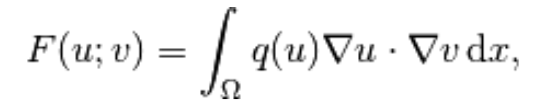 F(u; v) = ∫_Ω q(u)∇u · ∇v dx,